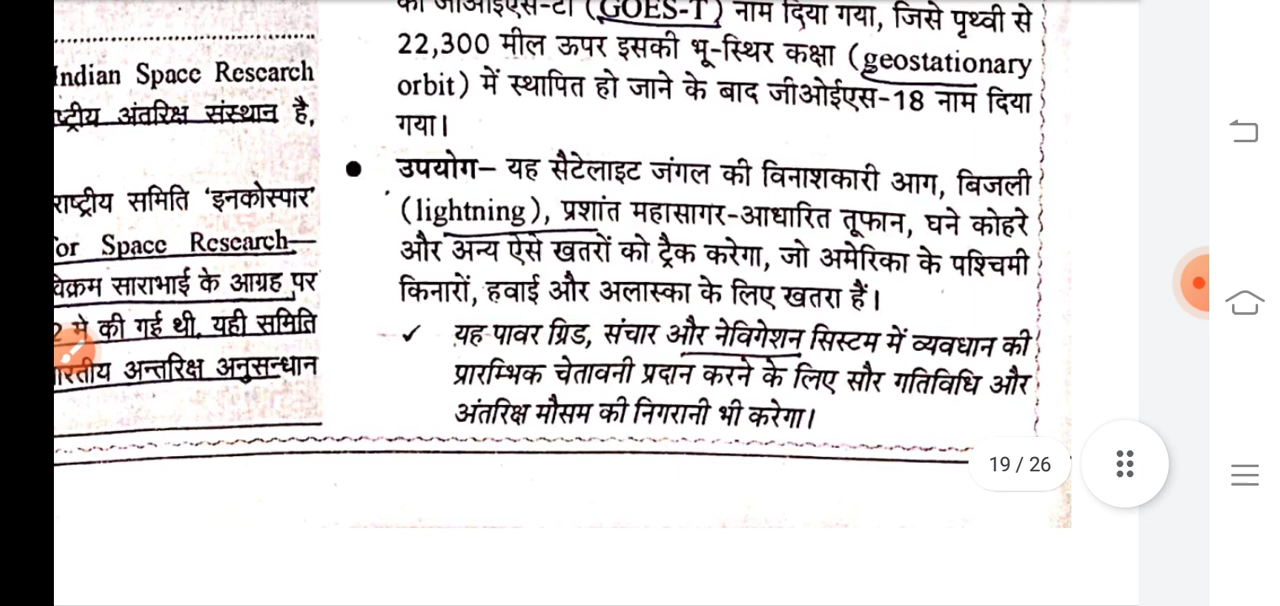 Indian Space Research
ष्ट्रीय अंतरिक्ष संस्थान है,
राष्ट्रीय समिति 'इनकोस्पार'
for Space Research—
विक्रम साराभाई के आग्रह पर
2 में की गई थी, यही समिति
भारतीय अन्तरिक्ष अनुसन्धान
को जीओईएस-टी (GOES-T) नाम दिया गया, जिसे पृथ्वी से
22,300 मील ऊपर इसकी भू-स्थिर कक्षा (geostationary
orbit) में स्थापित हो जाने के बाद जीओईएस-18 नाम दिया
गया।
● उपयोग– यह सैटेलाइट जंगल की विनाशकारी आग, बिजली
(lightning), प्रशांत महासागर-आधारित तूफान, घने कोहरे
और अन्य ऐसे खतरों को ट्रैक करेगा, जो अमेरिका के पश्चिमी
किनारों, हवाई और अलास्का के लिए खतरा हैं।
✓ यह पावर ग्रिड, संचार और नेविगेशन सिस्टम में व्यवधान की
प्रारम्भिक चेतावनी प्रदान करने के लिए सौर गतिविधि और
अंतरिक्ष मौसम की निगरानी भी करेगा।
19 / 26